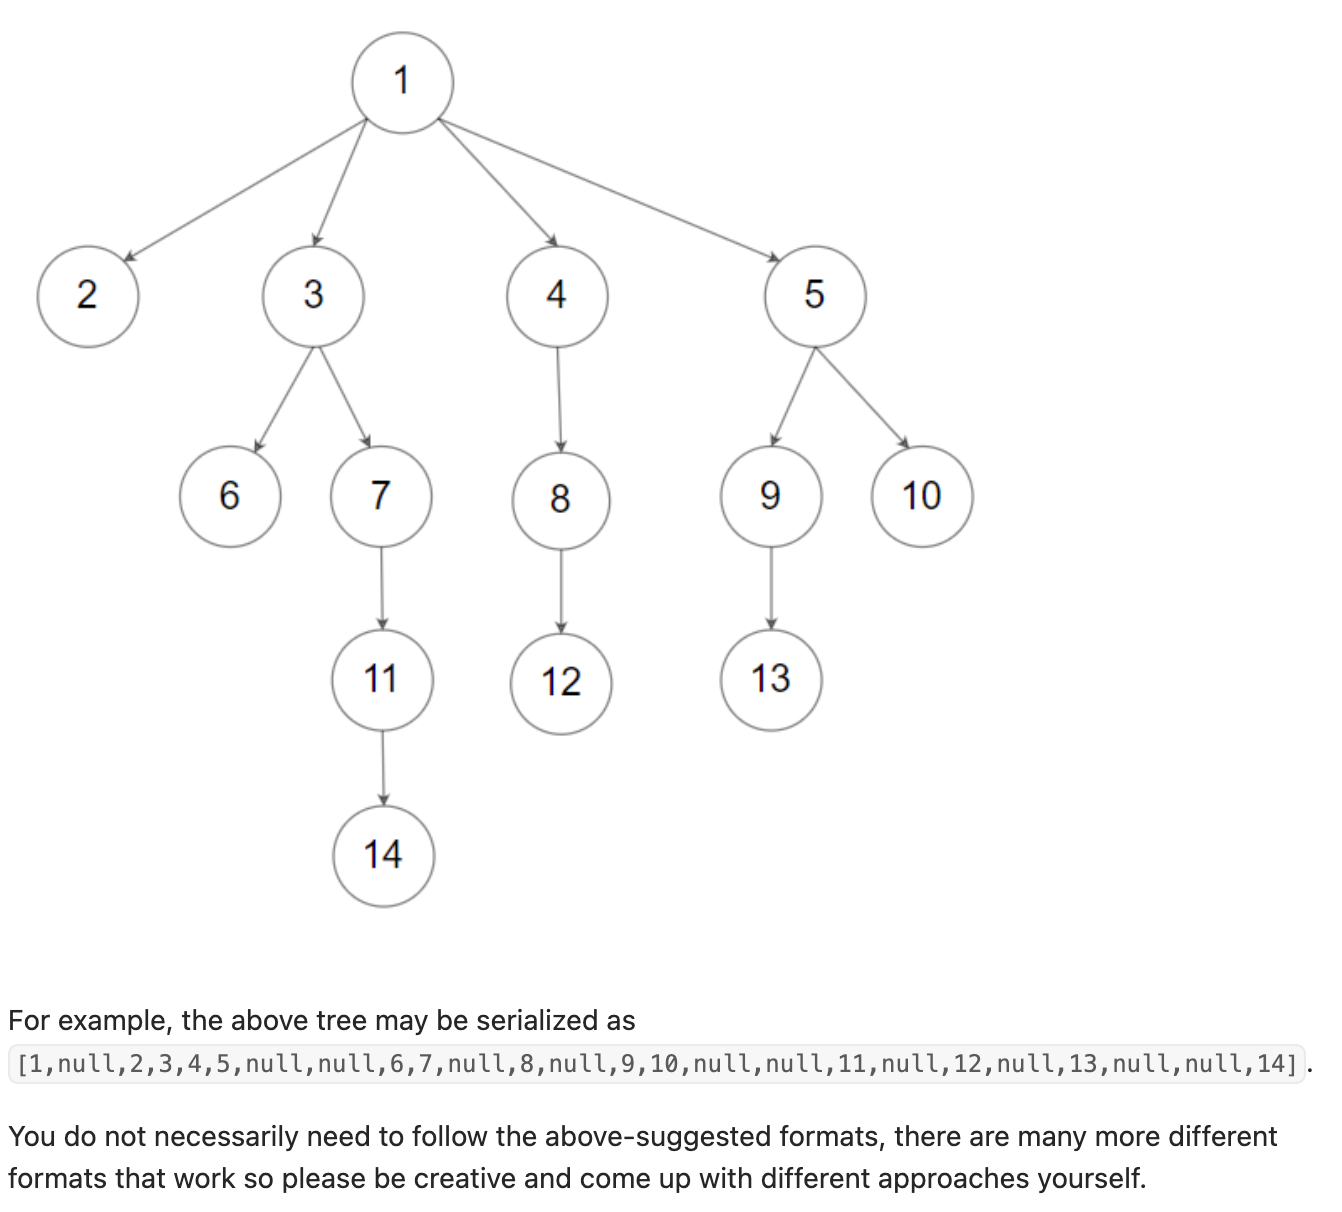 1
2 3 4 5
6 7 8 9 10
11 12 13
14
For example, the above tree may be serialized as
[1,null,2,3,4,5,null,null,6,7,null,8,null,9,10,null,null,11,null,12,null,13,null,null,14].
You do not necessarily need to follow the above-suggested formats, there are many more different
formats that work so please be creative and come up with different approaches yourself.